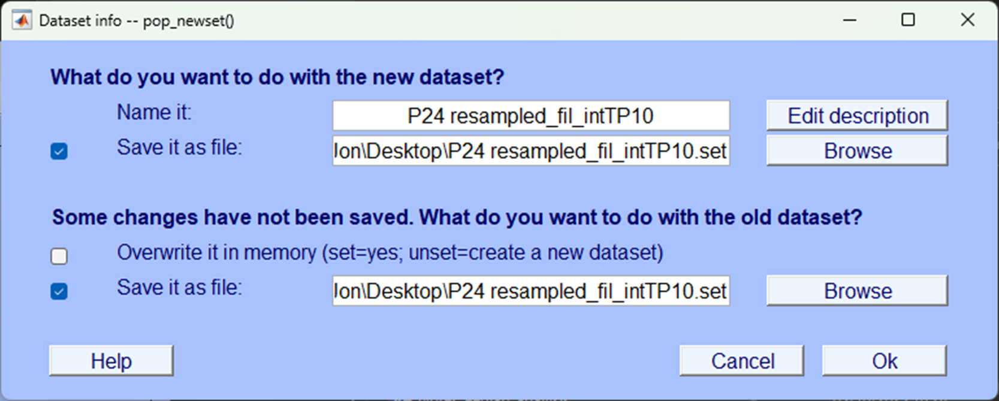 Dataset info -- pop_newset()
What do you want to do with the new dataset?
Name it: P24 resampled_fil_intTP10 Edit description
Save it as file: Jon\Desktop\P24 resampled_fil_intTP10.set Browse
Some changes have not been saved. What do you want to do with the old dataset?
Overwrite it in memory (set=yes; unset=create a new dataset)
Save it as file: Jon\Desktop\P24 resampled_fil_intTP10.set Browse
Help Cancel Ok